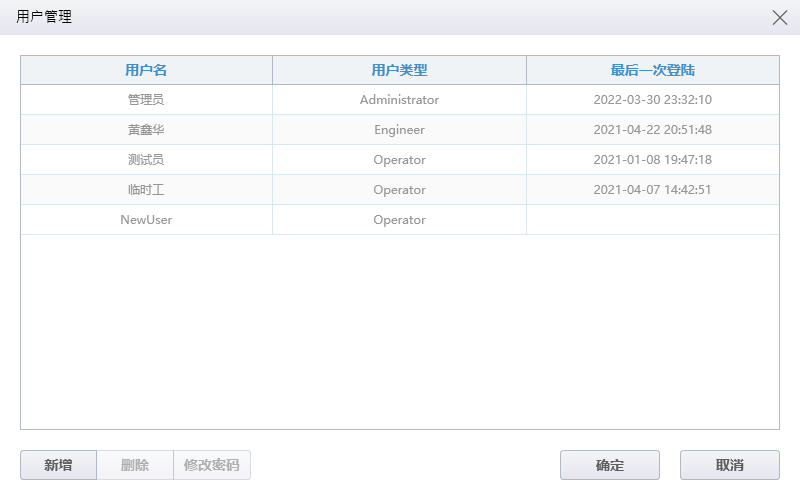 用户管理
用户名 用户类型 最后一次登陆
管理员 Administrator 2022-03-30 23:32:10
黄鑫华 Engineer 2021-04-22 20:51:48
测试员 Operator 2021-01-08 19:47:18
临时工 Operator 2021-04-07 14:42:51
NewUser Operator
新增 删除 修改密码 确定 取消